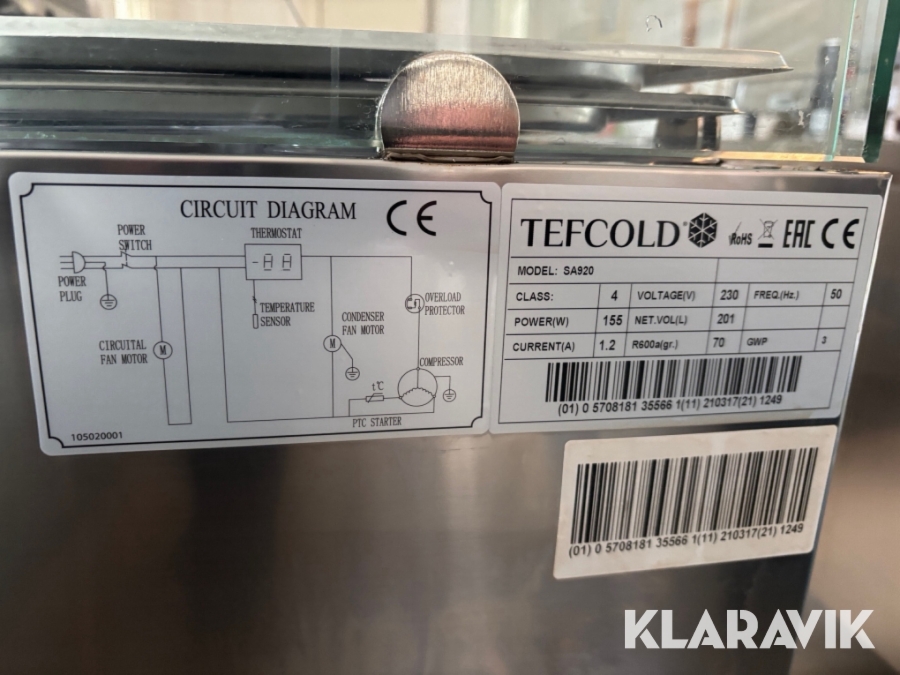 CIRCUIT DIAGRAM
CE
POWER
SWITCH
THERMOSTAT
POWER
PLUG
TEMPERATURE
SENSOR
OVERLOAD
PROTECTOR
CONDENSER
FAN MOTOR
M
CIRCUITAL
FAN MOTOR
M
COMPRESSOR
t℃
PTC STARTER
105020001
TEFCOLD
RoHS
EAC
CE
MODEL: SA920
CLASS: 4 VOLTAGE(V) 230 FREQ.(Hz.) 50
POWER(W) 155 NET.VOL(L) 201
CURRENT(A) 1.2 R600a(gr.) 70 GWP 3
(01) 0 5708181 35566 1(11) 210317(21) 1249
(01) 0 5708181 35566 1(11) 210317(21) 1249
KLARAVIK